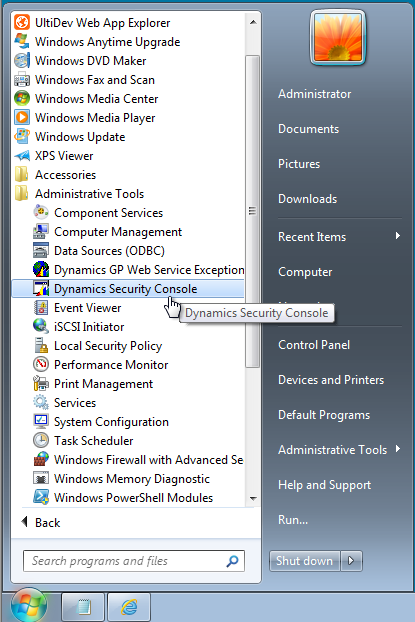 UltiDev Web App Explorer
Windows Anytime Upgrade
Windows DVD Maker
Windows Fax and Scan
Windows Media Center
Windows Media Player
Windows Update
XPS Viewer
Accessories
Administrative Tools
Component Services
Computer Management
Data Sources (ODBC)
Dynamics GP Web Service Exception
Dynamics Security Console
Event Viewer
iSCSI Initiator
Local Security Policy
Performance Monitor
Print Management
Services
System Configuration
Task Scheduler
Windows Firewall with Advanced Se
Windows Memory Diagnostic
Windows PowerShell Modules
Back
Search programs and files
Dynamics Security Console
Administrator
Documents
Pictures
Downloads
Recent Items
Computer
Control Panel
Devices and Printers
Default Programs
Administrative Tools
Help and Support
Run...
Shut down